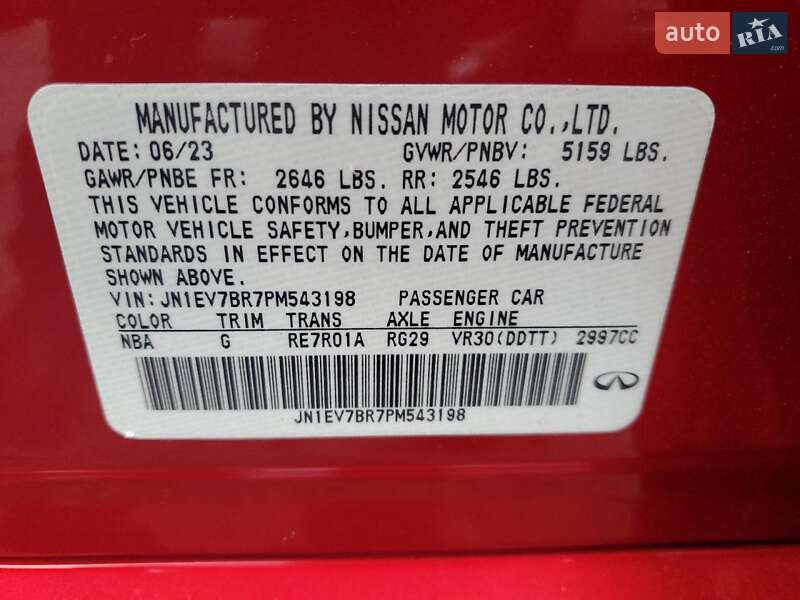 auto RIA.com
MANUFACTURED BY NISSAN MOTOR CO.,LTD.
DATE: 06/23 GVWR/PNBV: 5159 LBS.
GAWR/PNBE FR: 2646 LBS. RR: 2546 LBS.
THIS VEHICLE CONFORMS TO ALL APPLICABLE FEDERAL
MOTOR VEHICLE SAFETY,BUMPER,AND THEFT PREVENTION
STANDARDS IN EFFECT ON THE DATE OF MANUFACTURE
SHOWN ABOVE.
VIN:JN1EV7BR7PM543198 PASSENGER CAR
COLOR TRIM TRANS AXLE ENGINE
NBA G RE7R01A RG29 VR30(DDTT) 2997CC
JN1EV7BR7PM543198